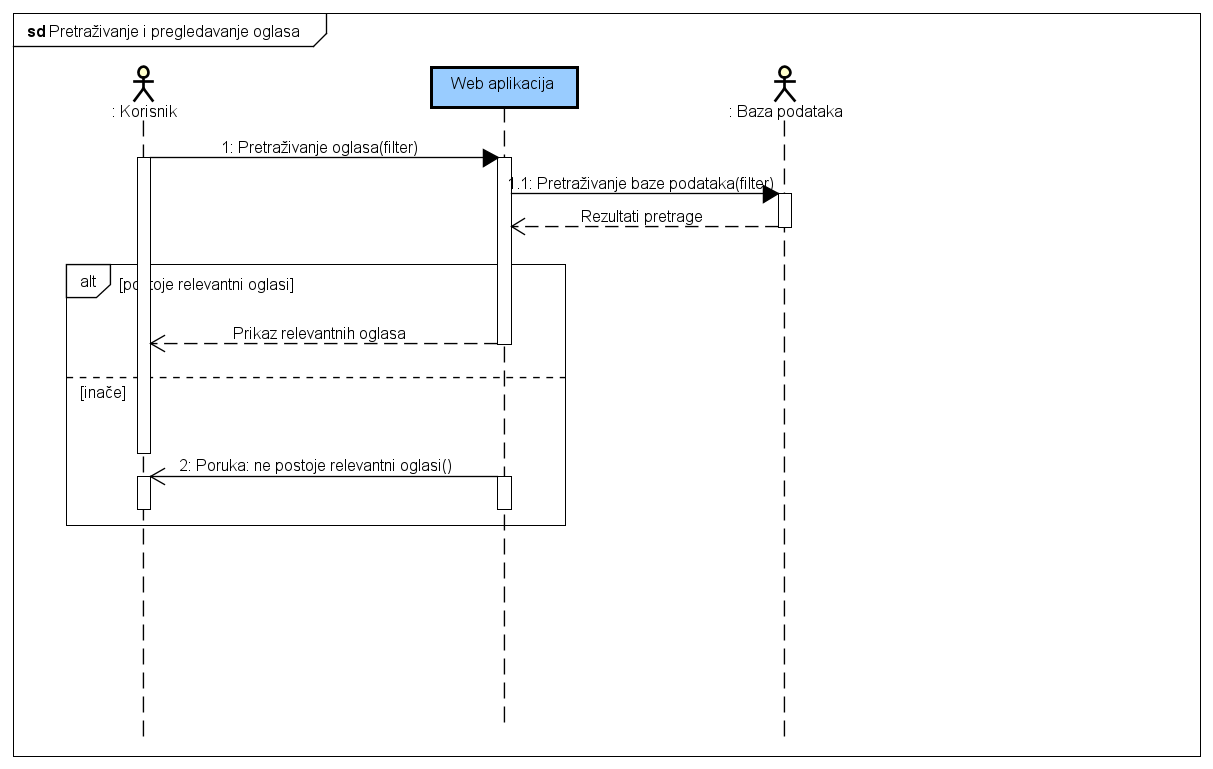 sd Pretraživanje i pregledavanje oglasa
: Korisnik
Web aplikacija
: Baza podataka
1: Pretraživanje oglasa(filter)
1.1: Pretraživanje baze podataka(filter)
Rezultati pretrage
alt
[postoje relevantni oglasi]
Prikaz relevantnih oglasa
[inače]
2: Poruka: ne postoje relevantni oglasi()